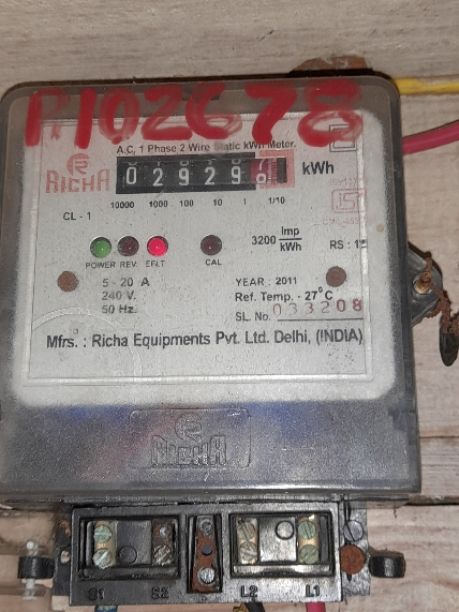 P102678
A.C, 1 Phase 2 Wire Static kWh Meter.
RICHA
02929
kWh
10000 1000 100 10 1 1/10
CL - 1
3200 Imp/kWh
RS : 15
POWER REV. EFLT CAL
5 - 20 A
240 V.
50 Hz.
YEAR : 2011
Ref. Temp. - 27°C
SL. No. 033208
Mfrs. : Richa Equipments Pvt. Ltd. Delhi, (INDIA)
RICHA
S1 S2 L2 L1